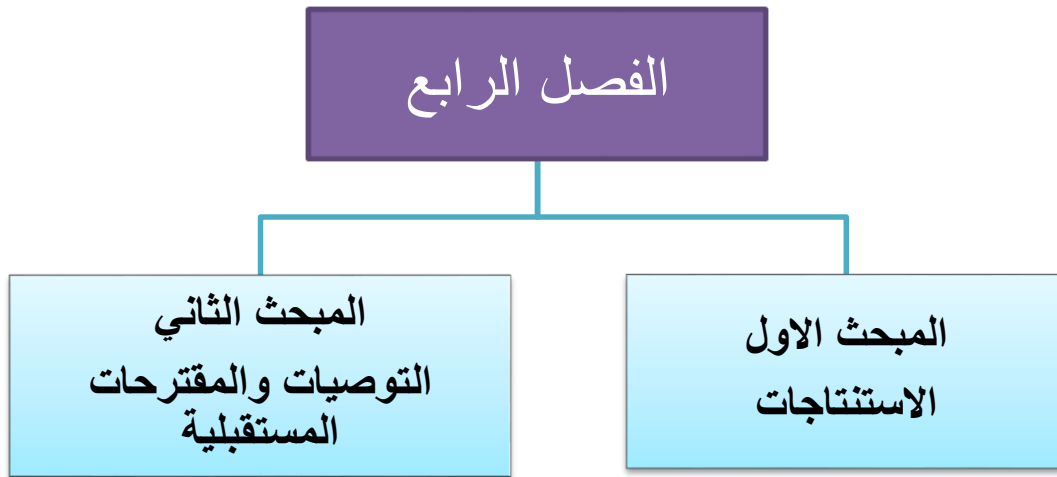 الفصل الرابع
المبحث الاول
الاستنتاجات
المبحث الثاني
التوصيات والمقترحات
المستقبلية